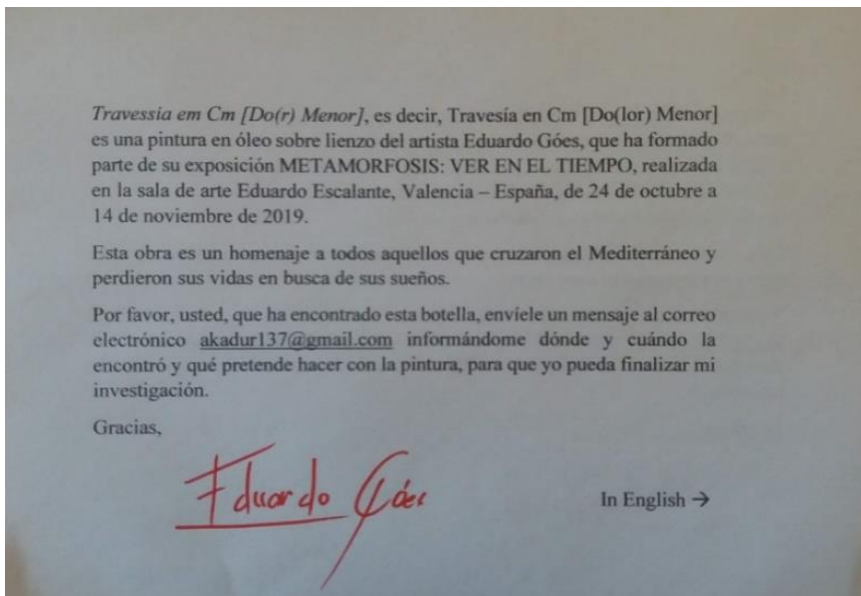 Travessia em Cm [Do(r) Menor], es decir, Travesía en Cm [Do(lor) Menor]
es una pintura en óleo sobre lienzo del artista Eduardo Góes, que ha formado
parte de su exposición METAMORFOSIS: VER EN EL TIEMPO, realizada
en la sala de arte Eduardo Escalante, Valencia – España, de 24 de octubre a
14 de noviembre de 2019.
Esta obra es un homenaje a todos aquellos que cruzaron el Mediterráneo y
perdieron sus vidas en busca de sus sueños.
Por favor, usted, que ha encontrado esta botella, envíele un mensaje al correo
electrónico akadur137@gmail.com informándome dónde y cuándo la
encontró y qué pretende hacer con la pintura, para que yo pueda finalizar mi
investigación.
Gracias,
Eduardo Góes
In English →